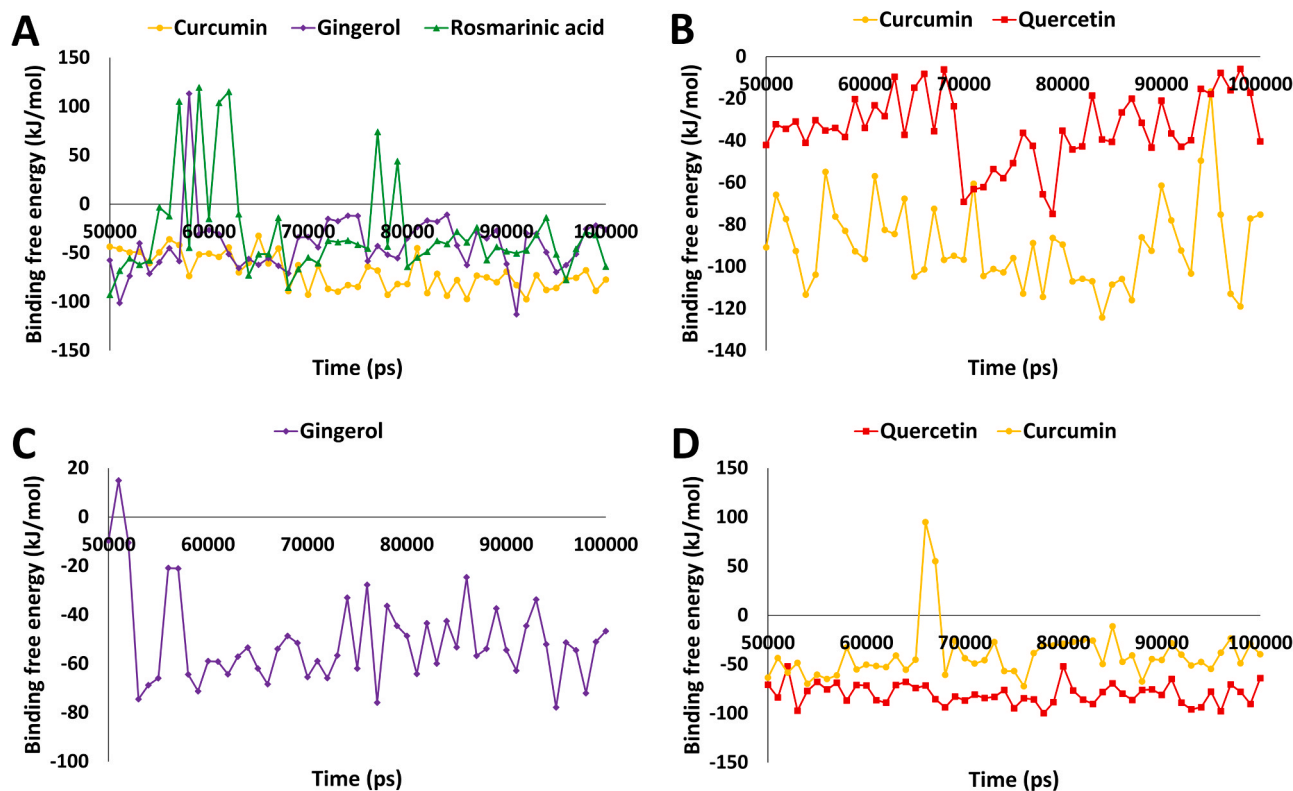 A
Curcumin Gingerol Rosmarinic acid
Binding free energy (kJ/mol)
150
100
50
0
-50
-100
-150
50000 60000 70000 80000 90000 100000
Time (ps)
B
Curcumin Quercetin
Binding free energy (kJ/mol)
0
-20
-40
-60
-80
-100
-120
-140
50000 60000 70000 80000 90000 100000
Time (ps)
C
Gingerol
Binding free energy (kJ/mol)
20
0
-20
-40
-60
-80
-100
50000 60000 70000 80000 90000 100000
Time (ps)
D
Quercetin Curcumin
Binding free energy (kJ/mol)
150
100
50
0
-50
-100
-150
50000 60000 70000 80000 90000 100000
Time (ps)